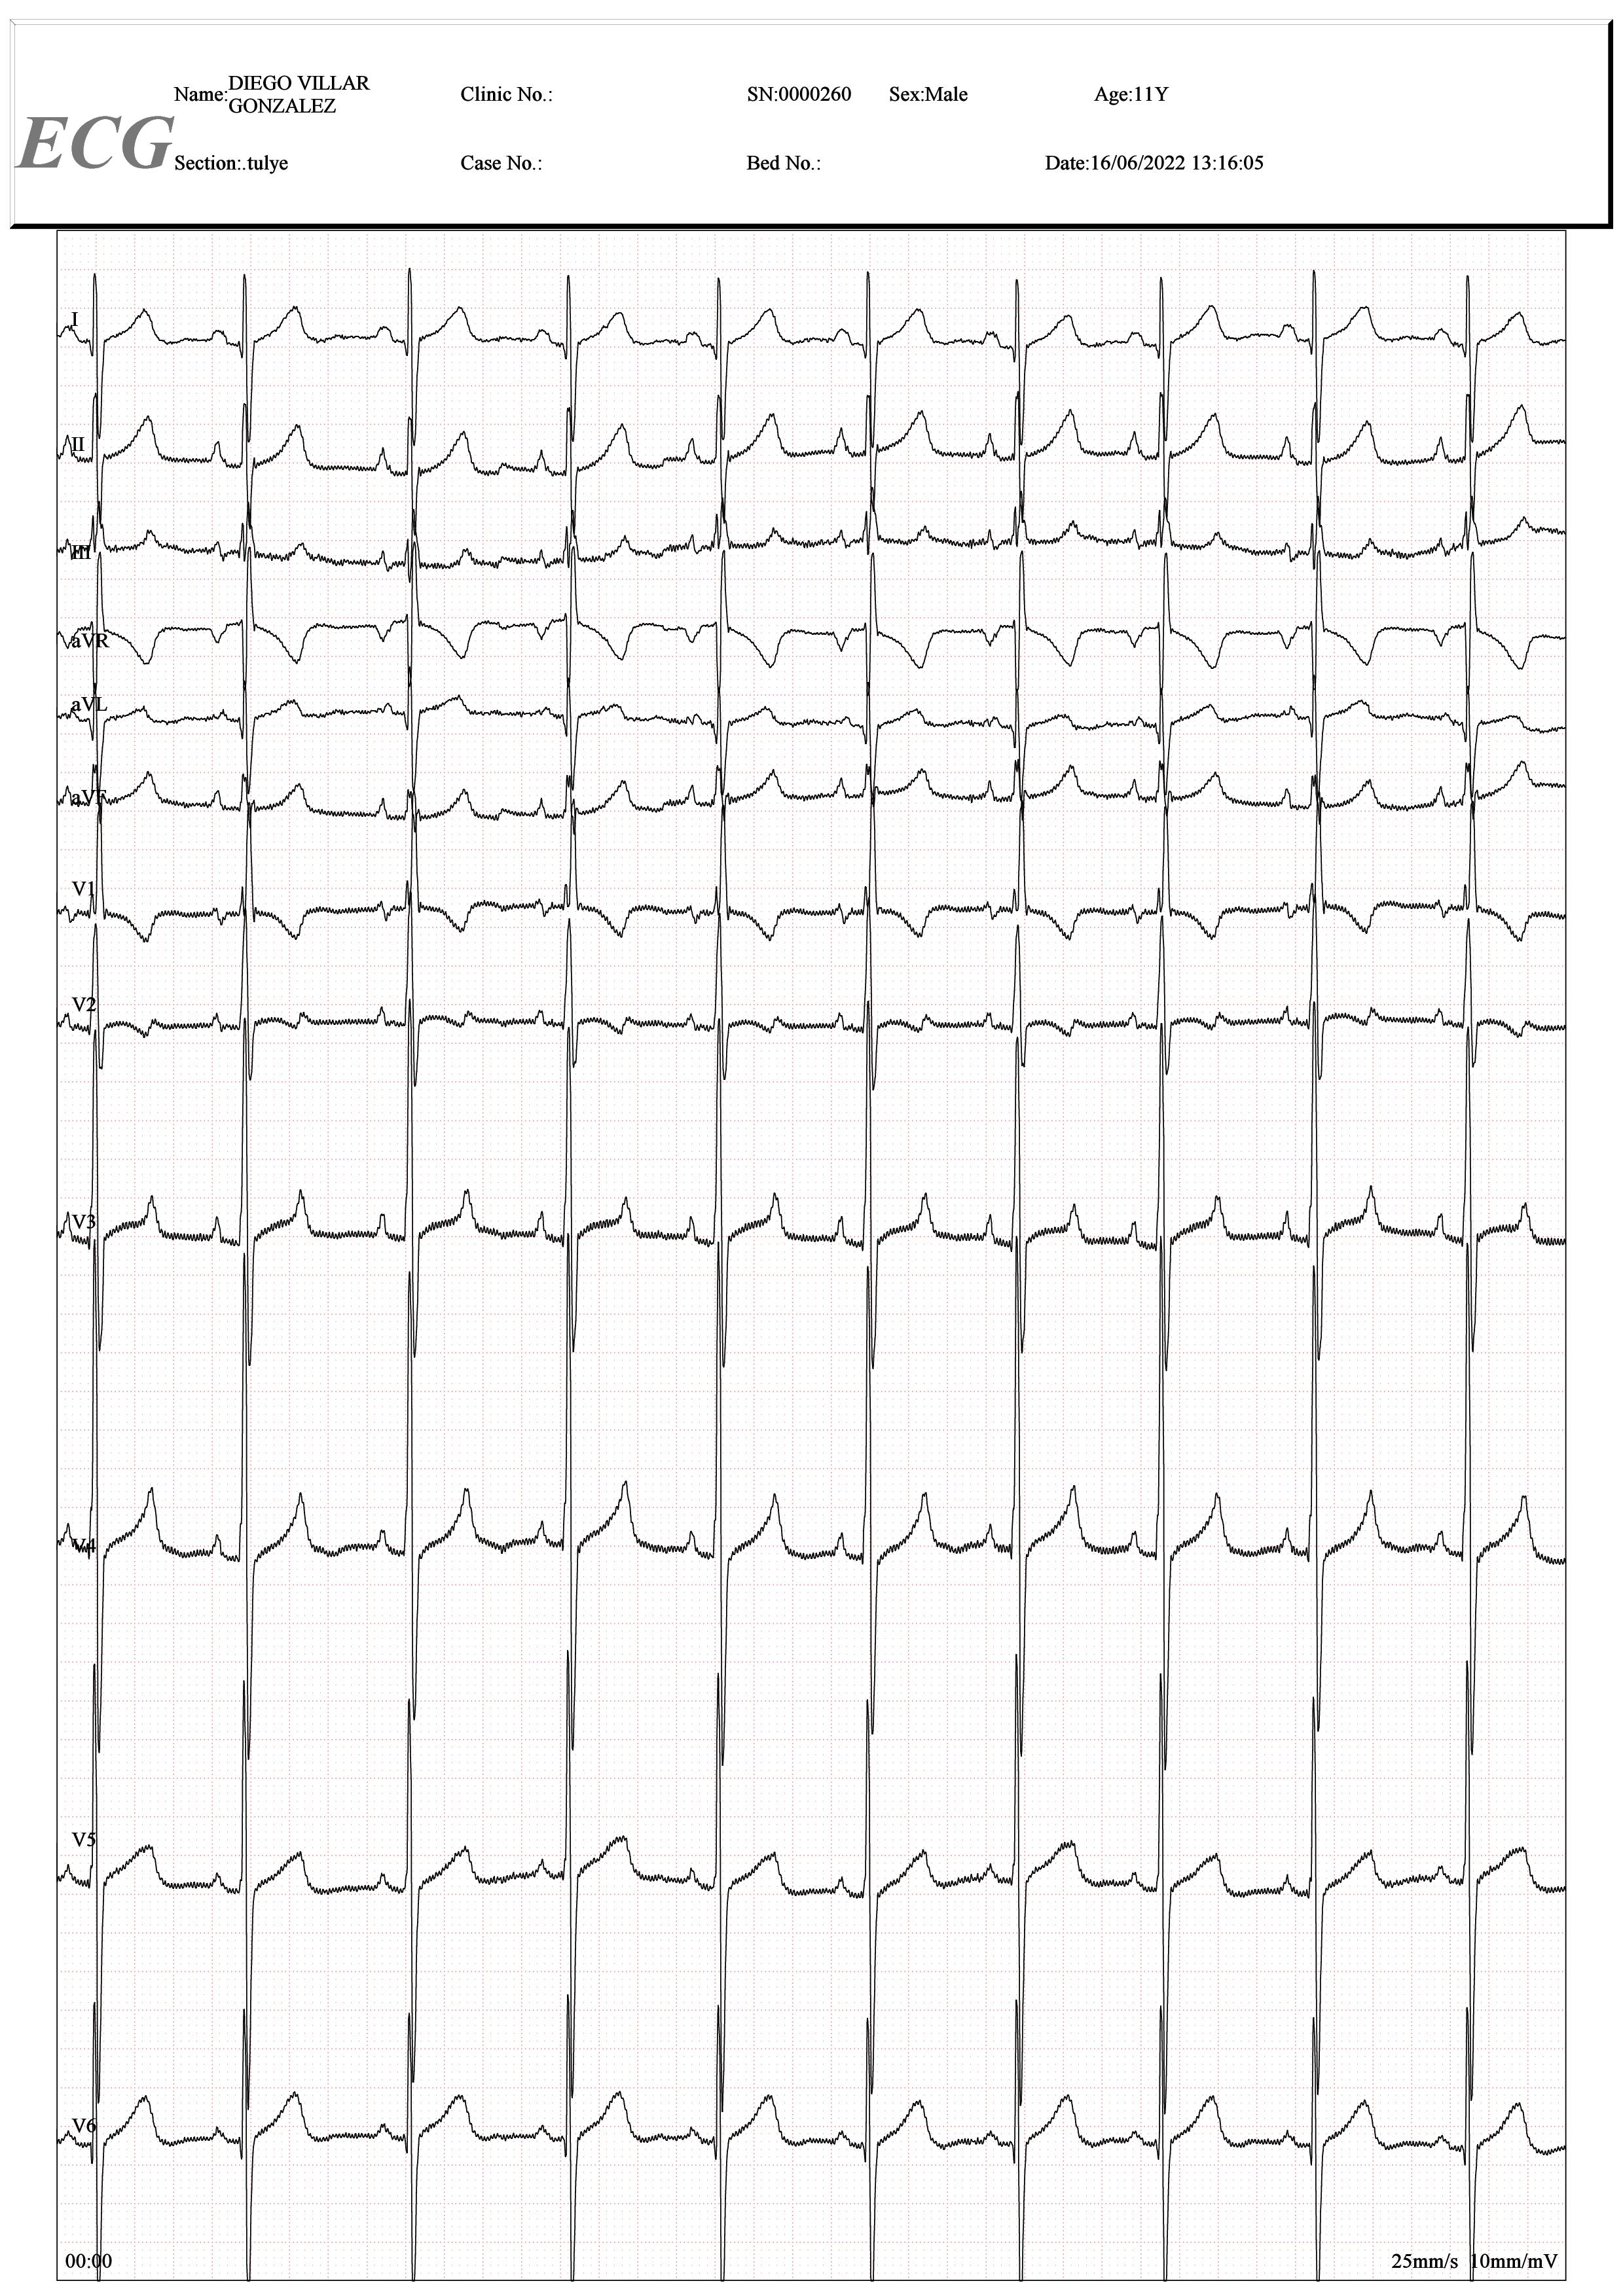 Name:DIEGO VILLAR GONZALEZ Clinic No.: SN:0000260 Sex:Male Age:11Y
ECG
Section:.tulye Case No.: Bed No.: Date:16/06/2022 13:16:05
I
II
III
aVR
aVL
aVF
V1
V2
V3
V4
V5
V6
00:00 25mm/s 10mm/mV